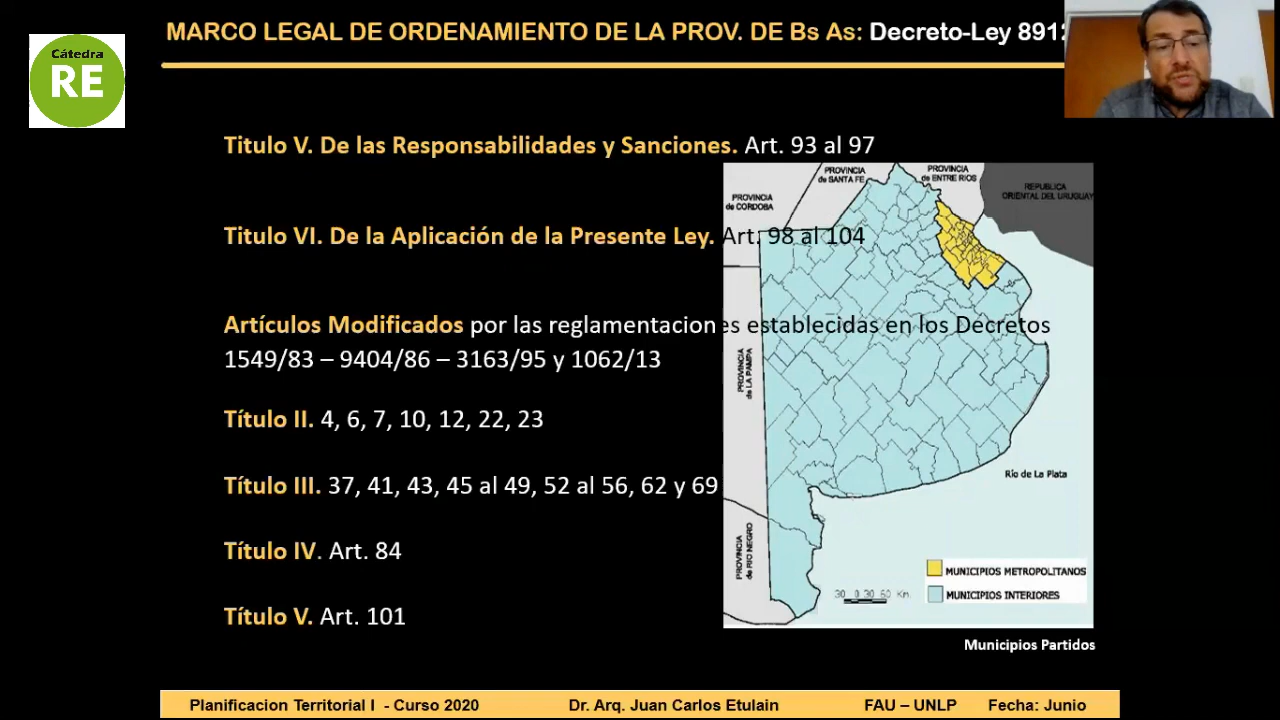 MARCO LEGAL DE ORDENAMIENTO DE LA PROV. DE Bs As: Decreto-Ley 8912
Cátedra
RE
Titulo V. De las Responsabilidades y Sanciones. Art. 93 al 97
Titulo VI. De la Aplicación de la Presente Ley. Art. 98 al 104
Artículos Modificados por las reglamentaciones establecidas en los Decretos
1549/83 – 9404/86 – 3163/95 y 1062/13
Título II. 4, 6, 7, 10, 12, 22, 23
Título III. 37, 41, 43, 45 al 49, 52 al 56, 62 y 69
Título IV. Art. 84
Título V. Art. 101
PROVINCIA
de SANTA FE
PROVINCIA
de ENTRE RIOS
REPUBLICA
ORIENTAL DEL URUGUAY
PROVINCIA
de CORDOBA
PROVINCIA
de LA PAMPA
Río de La Plata
PROVINCIA
de RIO NEGRO
MUNICIPIOS METROPOLITANOS
MUNICIPIOS INTERIORES
30 0 30 60 Km.
Municipios Partidos
Planificacion Territorial I - Curso 2020 Dr. Arq. Juan Carlos Etulain FAU – UNLP Fecha: Junio